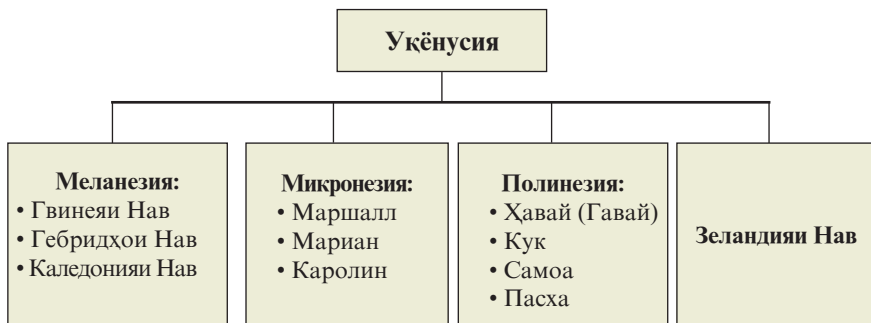 Уқёнусия
Меланезия:
• Гвинеяи Нав
• Гебридҳои Нав
• Каледонияи Нав
Микронезия:
• Маршалл
• Мариан
• Каролин
Полинезия:
• Ҳавай (Гавай)
• Кук
• Самоа
• Пасха
Зеландияи Нав